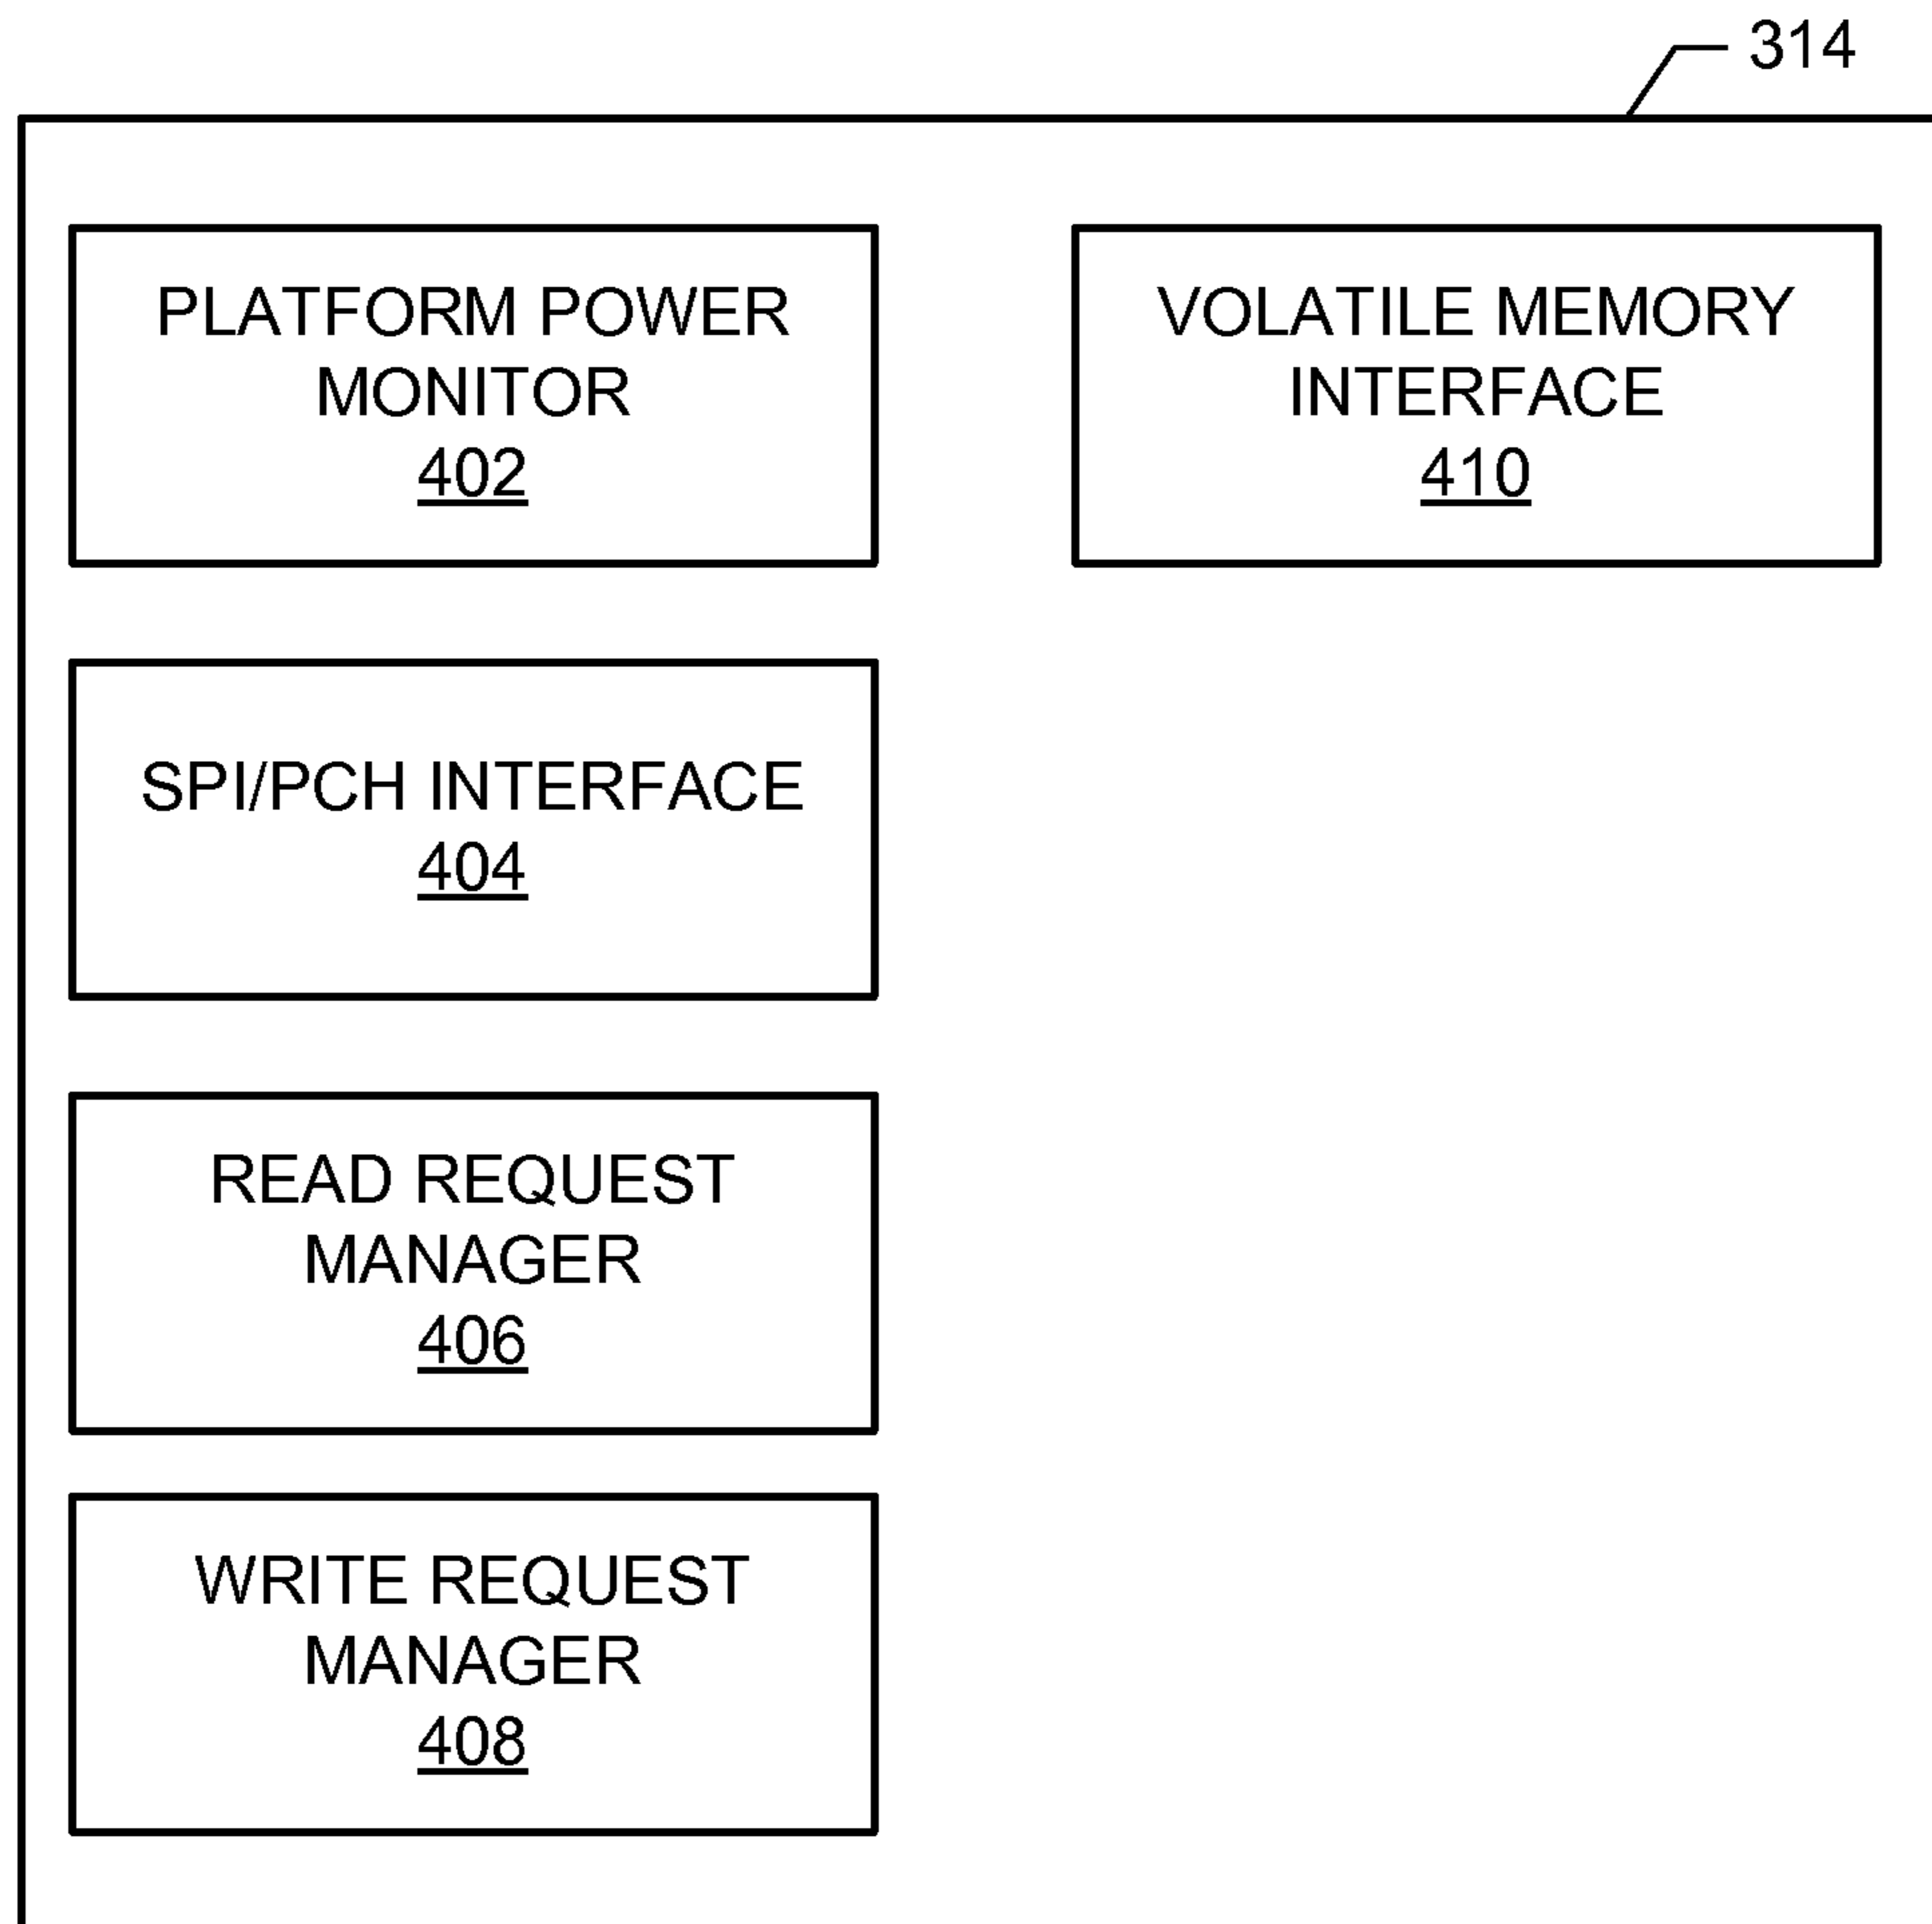 314
PLATFORM POWER
MONITOR
402
VOLATILE MEMORY
INTERFACE
410
SPI/PCH INTERFACE
404
READ REQUEST
MANAGER
406
WRITE REQUEST
MANAGER
408